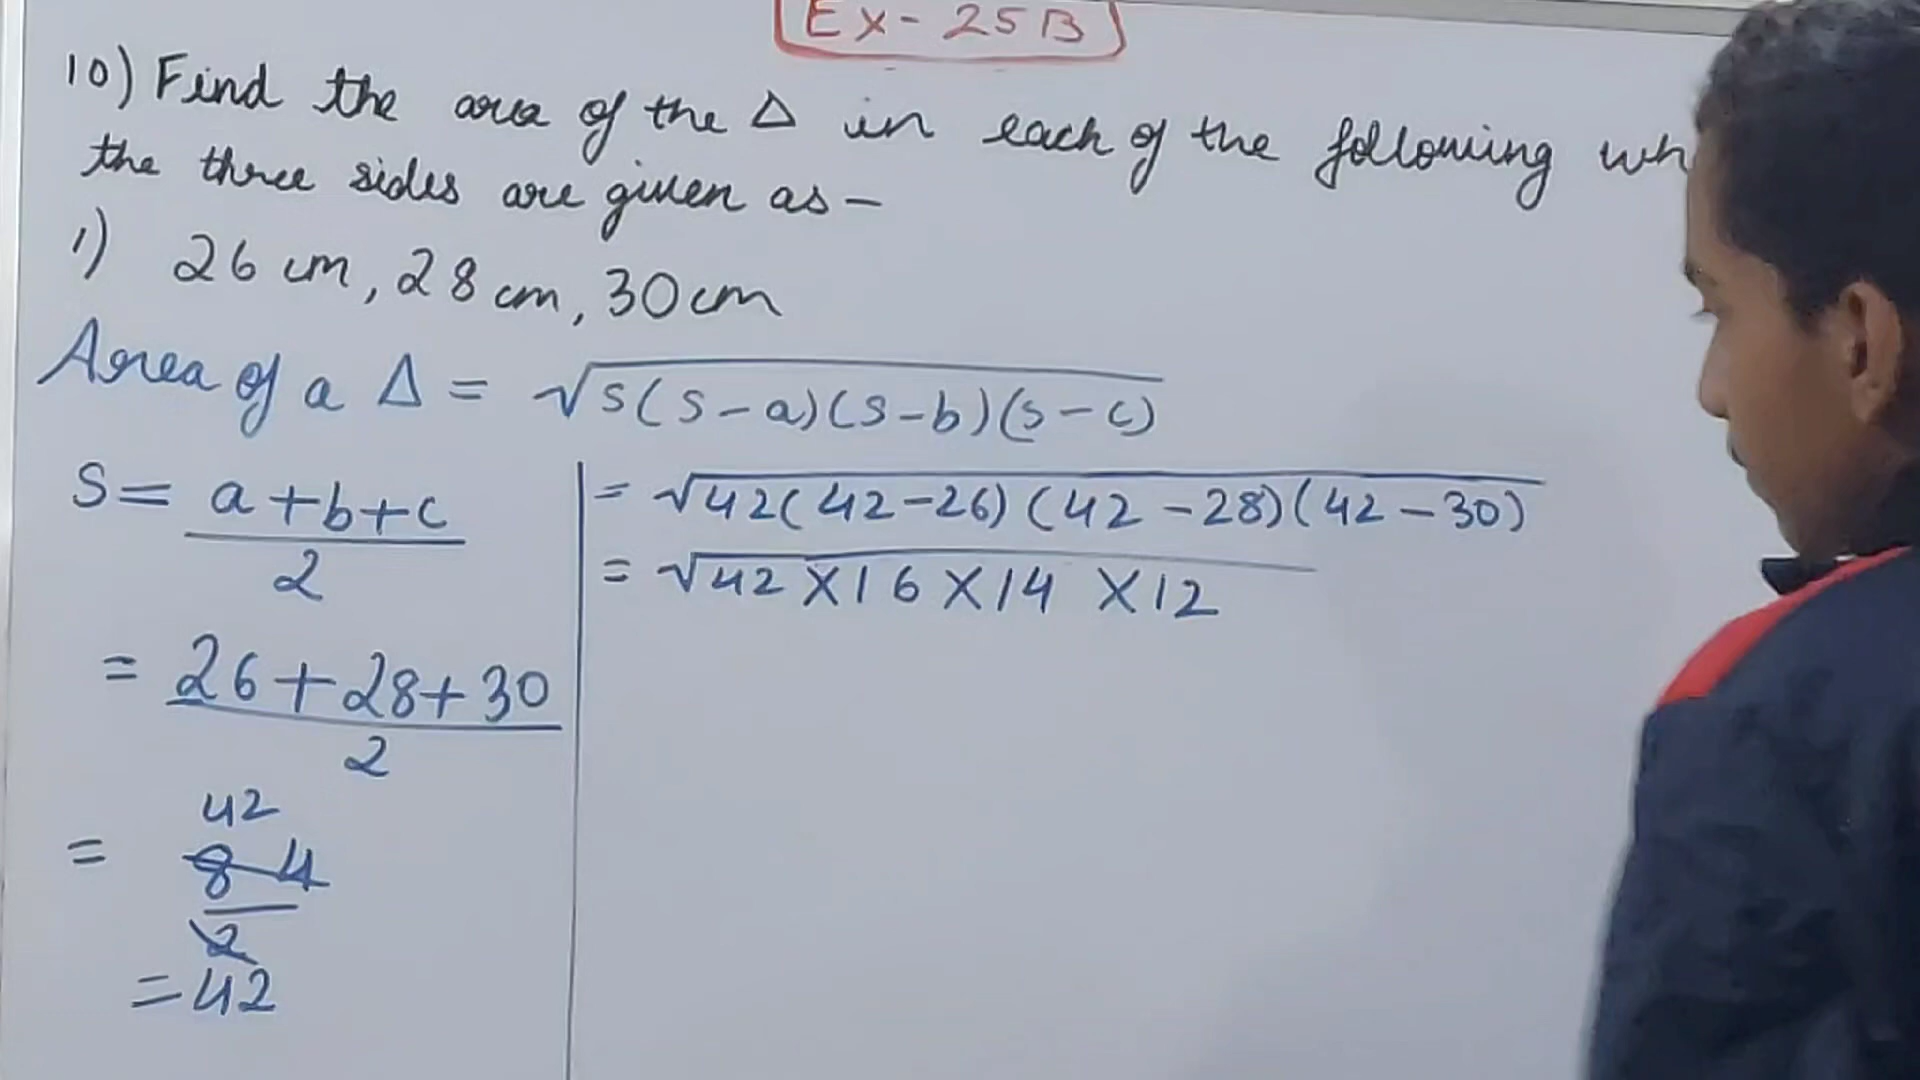 Ex- 25B
10) Find the area of the Δ in each of the following
the three sides are given as –
1) 26 cm, 28 cm, 30 cm
Area of a Δ = √s(s-a)(s-b)(s-c)
S = a+b+c
2
= 26+28+30
2
42
= 84
2
= 42
= √42(42-26)(42-28)(42-30)
= √42 X 16 X 14 X 12